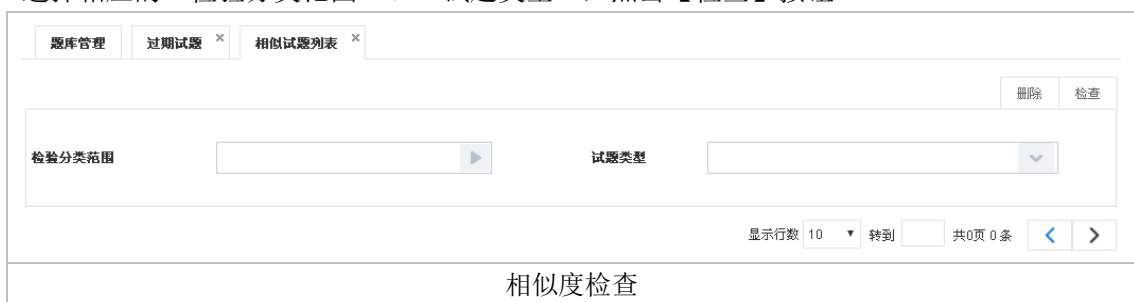 题库管理 过期试题 × 相似试题列表 ×
删除 检查
检验分类范围 试题类型
显示行数 10 转到 共0页 0条
相似度检查